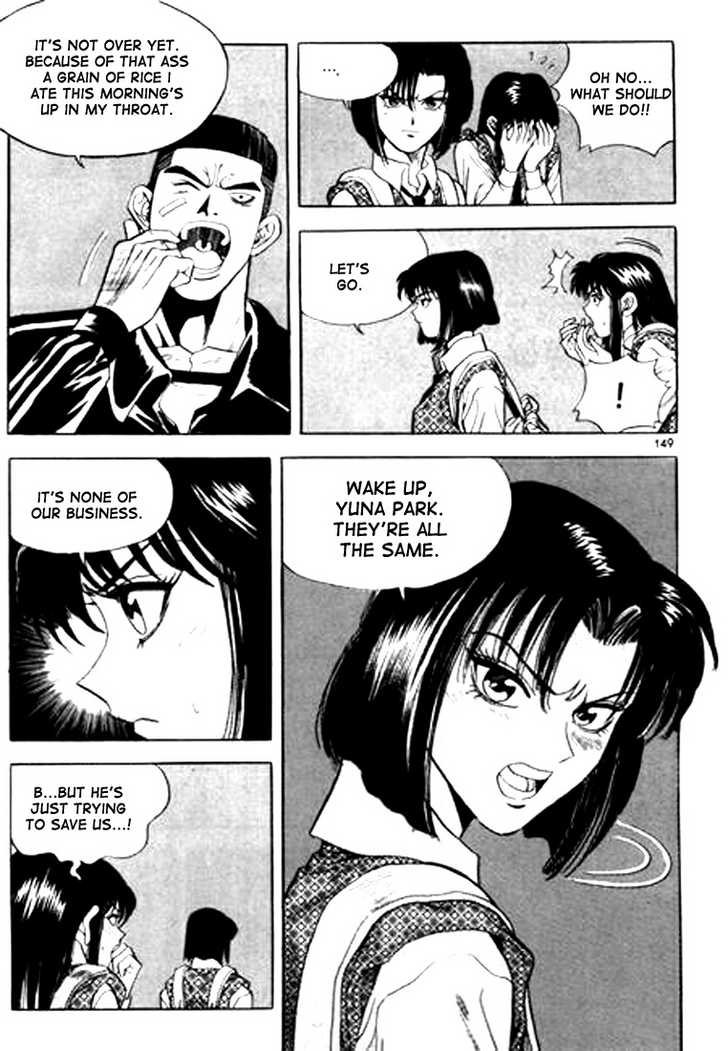 IT'S NOT OVER YET.
BECAUSE OF THAT ASS
A GRAIN OF RICE I
ATE THIS MORNING'S
UP IN MY THROAT.
...
OH NO...
WHAT SHOULD
WE DO!!
LET'S
GO.
!
149
IT'S NONE OF
OUR BUSINESS.
B...BUT HE'S
JUST TRYING
TO SAVE US...!
WAKE UP,
YUNA PARK.
THEY'RE ALL
THE SAME.